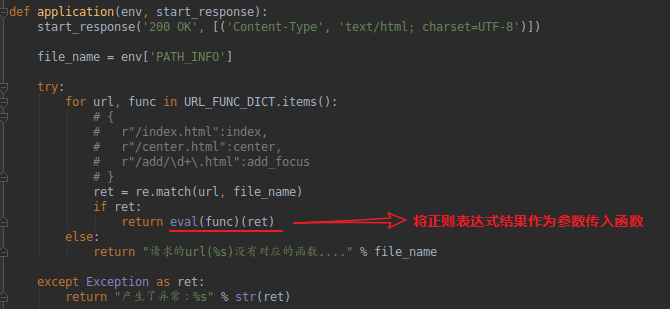 def application(env, start_response):
    start_response('200 OK', [('Content-Type', 'text/html; charset=UTF-8')])
    file_name = env['PATH_INFO']
    try:
        for url, func in URL_FUNC_DICT.items():
            # {
            #   r"/index.html":index,
            #   r"/center.html":center,
            #   r"/add/\d+\.html":add_focus
            # }
            ret = re.match(url, file_name)
            if ret:
                return eval(func)(ret) 将正则表达式结果作为参数传入函数
        else:
            return "请求的url(%s)没有对应的函数...." % file_name
    except Exception as ret:
        return "产生了异常：%s" % str(ret)